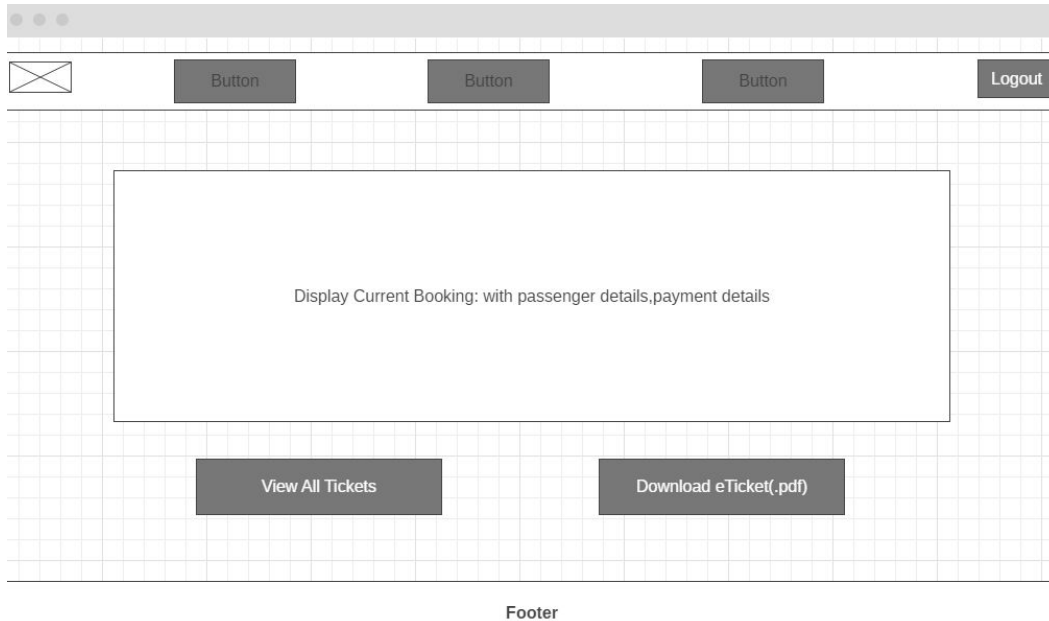 Button
Button
Button
Logout
Display Current Booking: with passenger details,payment details
View All Tickets
Download eTicket(.pdf)
Footer